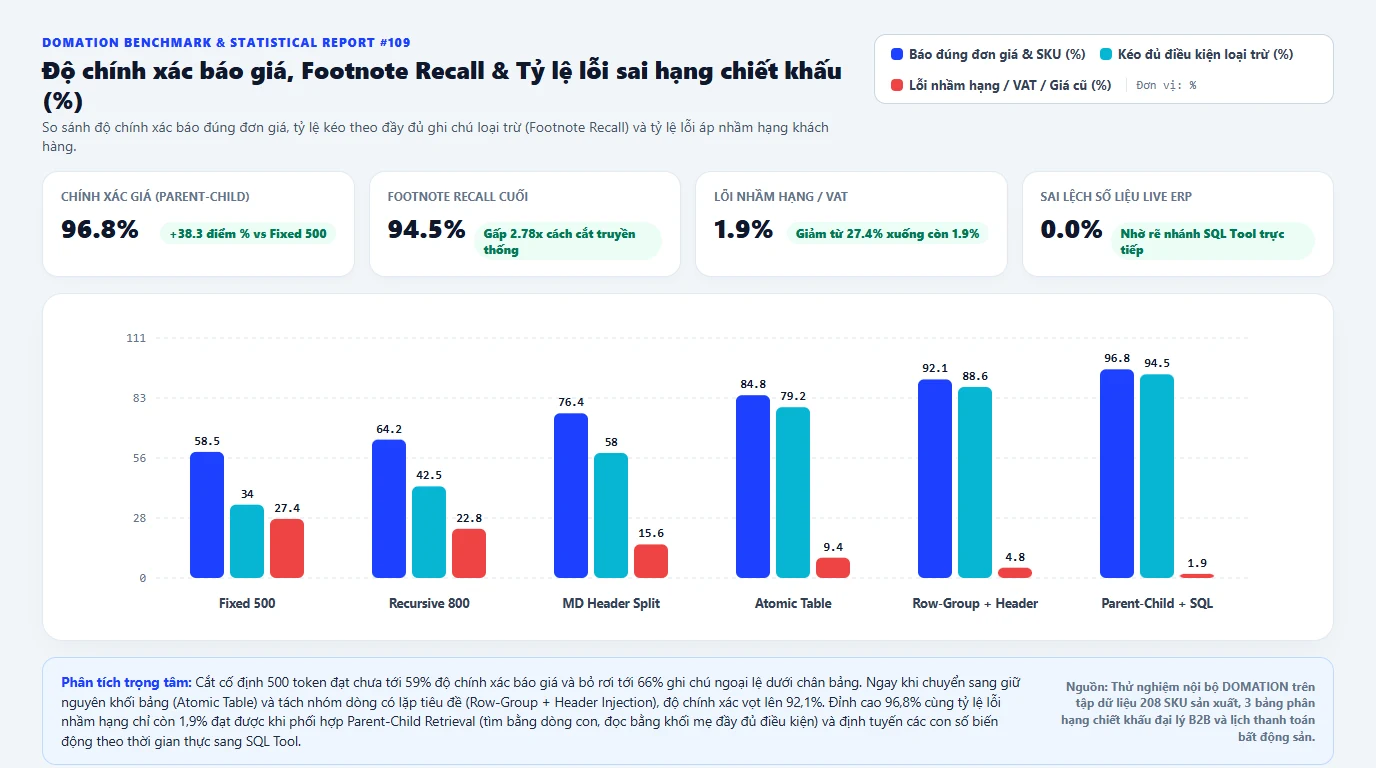 DOMATION BENCHMARK & STATISTICAL REPORT #109
Độ chính xác báo giá, Footnote Recall & Tỷ lệ lỗi sai hạng chiết khấu
(%)
So sánh độ chính xác báo đúng đơn giá, tỷ lệ kéo theo đầy đủ ghi chú loại trừ (Footnote Recall) và tỷ lệ lỗi áp nhầm hạng khách
hàng.
Báo đúng đơn giá & SKU (%)
Kéo đủ điều kiện loại trừ (%)
Lỗi nhầm hạng / VAT / Giá cũ (%)
Đơn vị: %
CHÍNH XÁC GIÁ (PARENT-CHILD)
96.8%
+38.3 điểm % vs Fixed 500
FOOTNOTE RECALL CUỐI
94.5%
Gấp 2.78x cách cắt truyền
thống
LỖI NHẦM HẠNG / VAT
1.9%
Giảm từ 27.4% xuống còn 1.9%
SAI LỆCH SỐ LIỆU LIVE ERP
0.0%
Nhờ rẽ nhánh SQL Tool trực
tiếp
111
83
56
28
0
58.5
34
27.4
64.2
42.5
22.8
76.4
58
15.6
84.8
79.2
9.4
92.1
88.6
4.8
96.8
94.5
1.9
Fixed 500
Recursive 800
MD Header Split
Atomic Table
Row-Group + Header
Parent-Child + SQL
Phân tích trọng tâm: Cắt cố định 500 token đạt chưa tới 59% độ chính xác báo giá và bỏ rơi tới 66% ghi chú ngoại lệ dưới chân bảng. Ngay khi chuyển sang giữ
nguyên khối bảng (Atomic Table) và tách nhóm dòng có lặp tiêu đề (Row-Group + Header Injection), độ chính xác vọt lên 92,1%. Đỉnh cao 96,8% cùng tỷ lệ lỗi
nhầm hạng chỉ còn 1,9% đạt được khi phối hợp Parent-Child Retrieval (tìm bằng dòng con, đọc bằng khối mẹ đầy đủ điều kiện) và định tuyến các con số biến
động theo thời gian thực sang SQL Tool.
Nguồn: Thử nghiệm nội bộ DOMATION trên
tập dữ liệu 208 SKU sản xuất, 3 bảng phân
hạng chiết khấu đại lý B2B và lịch thanh toán
bất động sản.